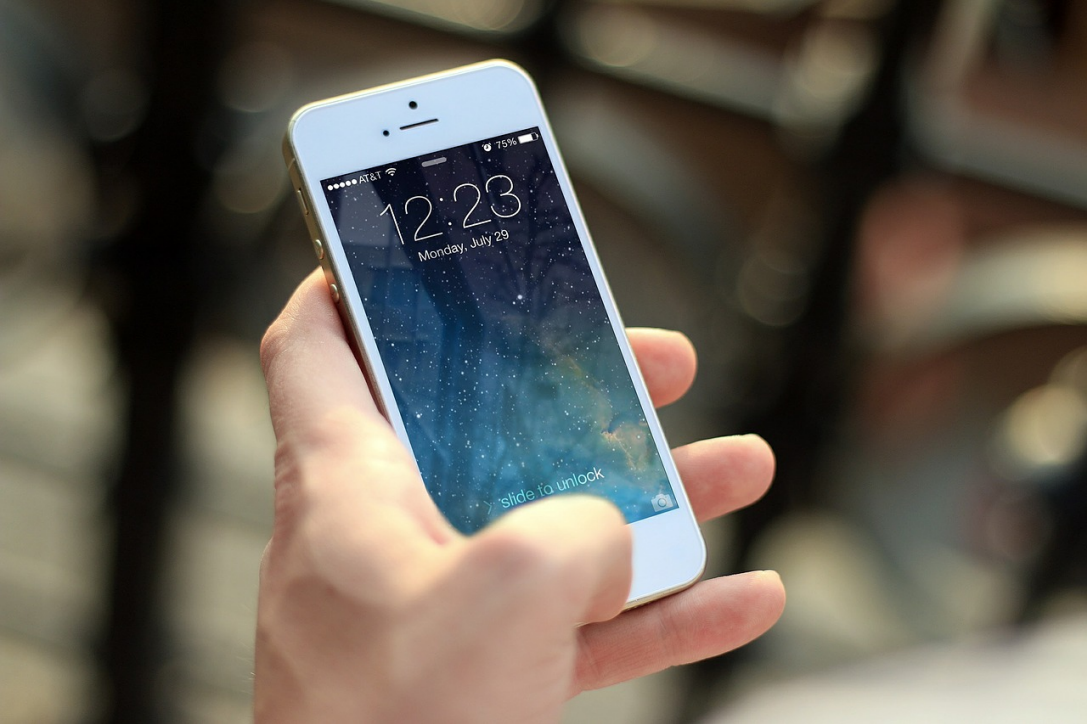 AT&T 75%
12:23
Monday, July 29
slide to unlock